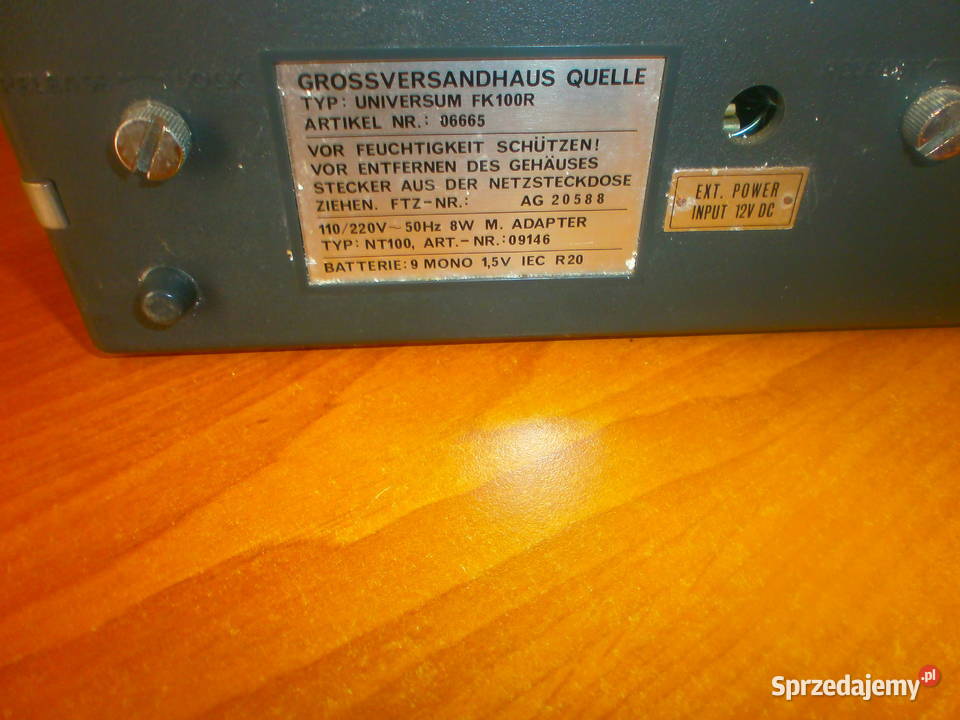 RELEASE LOCK
GROSSVERSANDHAUS QUELLE
TYP: UNIVERSUM FK100R
ARTIKEL NR.: 06665
VOR FEUCHTIGKEIT SCHÜTZEN!
VOR ENTFERNEN DES GEHÄUSES
STECKER AUS DER NETZSTECKDOSE
ZIEHEN. FTZ-NR.: AG 20588
110/220V~50Hz 8W M. ADAPTER
TYP: NT100, ART.-NR.:09146
BATTERIE: 9 MONO 1,5V IEC R20
EXT. POWER
INPUT 12V DC
Sprzedajemy.pl